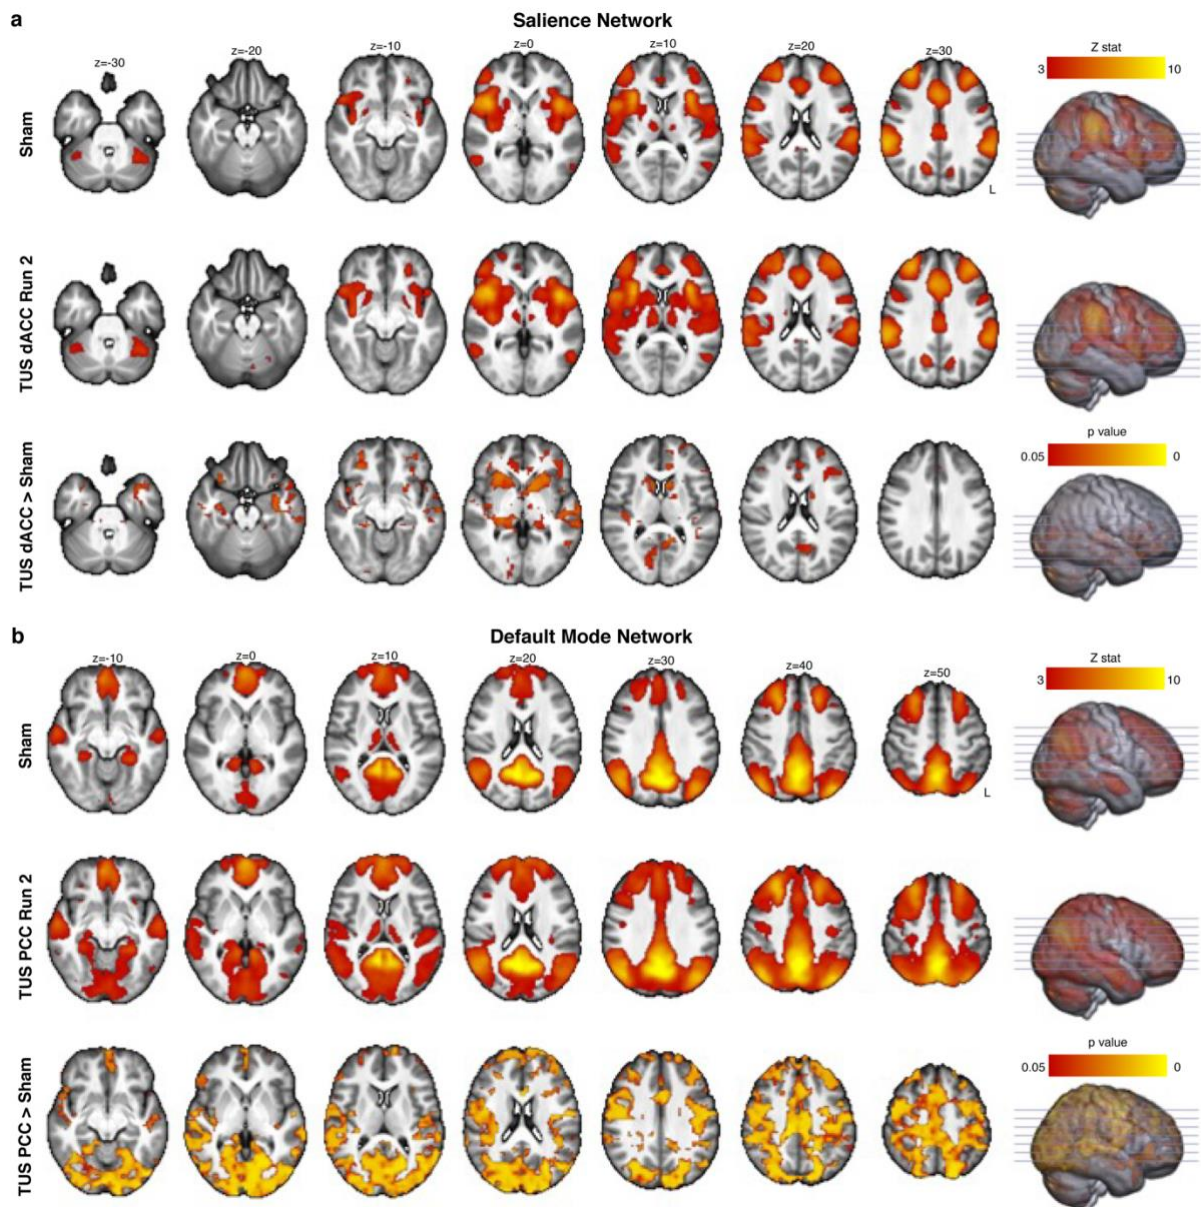 a
Salience Network
z=-30 z=-20 z=-10 z=0 z=10 z=20 z=30
Z stat
3 10
Sham
L
TUS dACC Run 2
p value
0.05 0
TUS dACC > Sham
b
Default Mode Network
z=-10 z=0 z=10 z=20 z=30 z=40 z=50
Z stat
3 10
Sham
L
TUS PCC Run 2
p value
0.05 0
TUS PCC > Sham